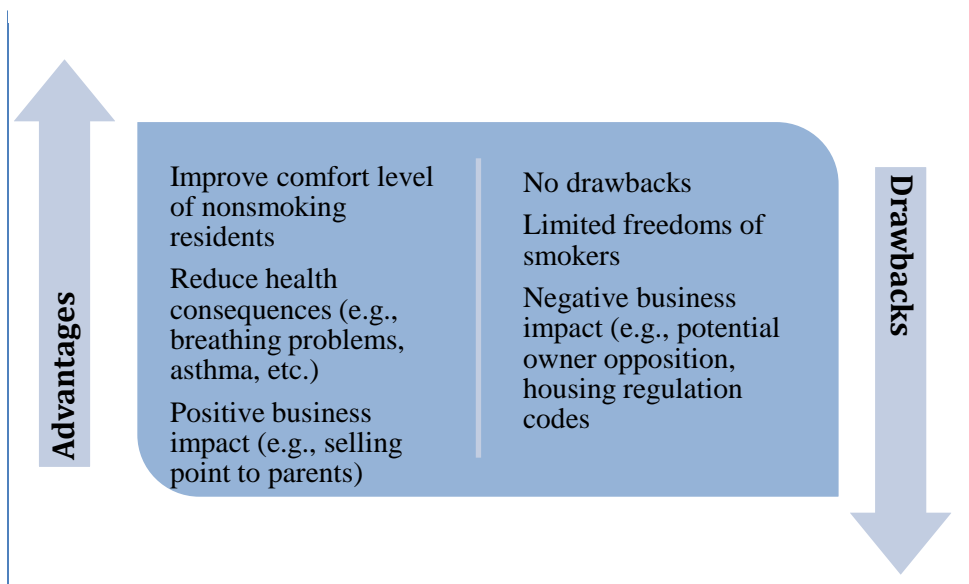 Advantages
Improve comfort level
of nonsmoking
residents
Reduce health
consequences (e.g.,
breathing problems,
asthma, etc.)
Positive business
impact (e.g., selling
point to parents)
No drawbacks
Limited freedoms of
smokers
Negative business
impact (e.g., potential
owner opposition,
housing regulation
codes
Drawbacks